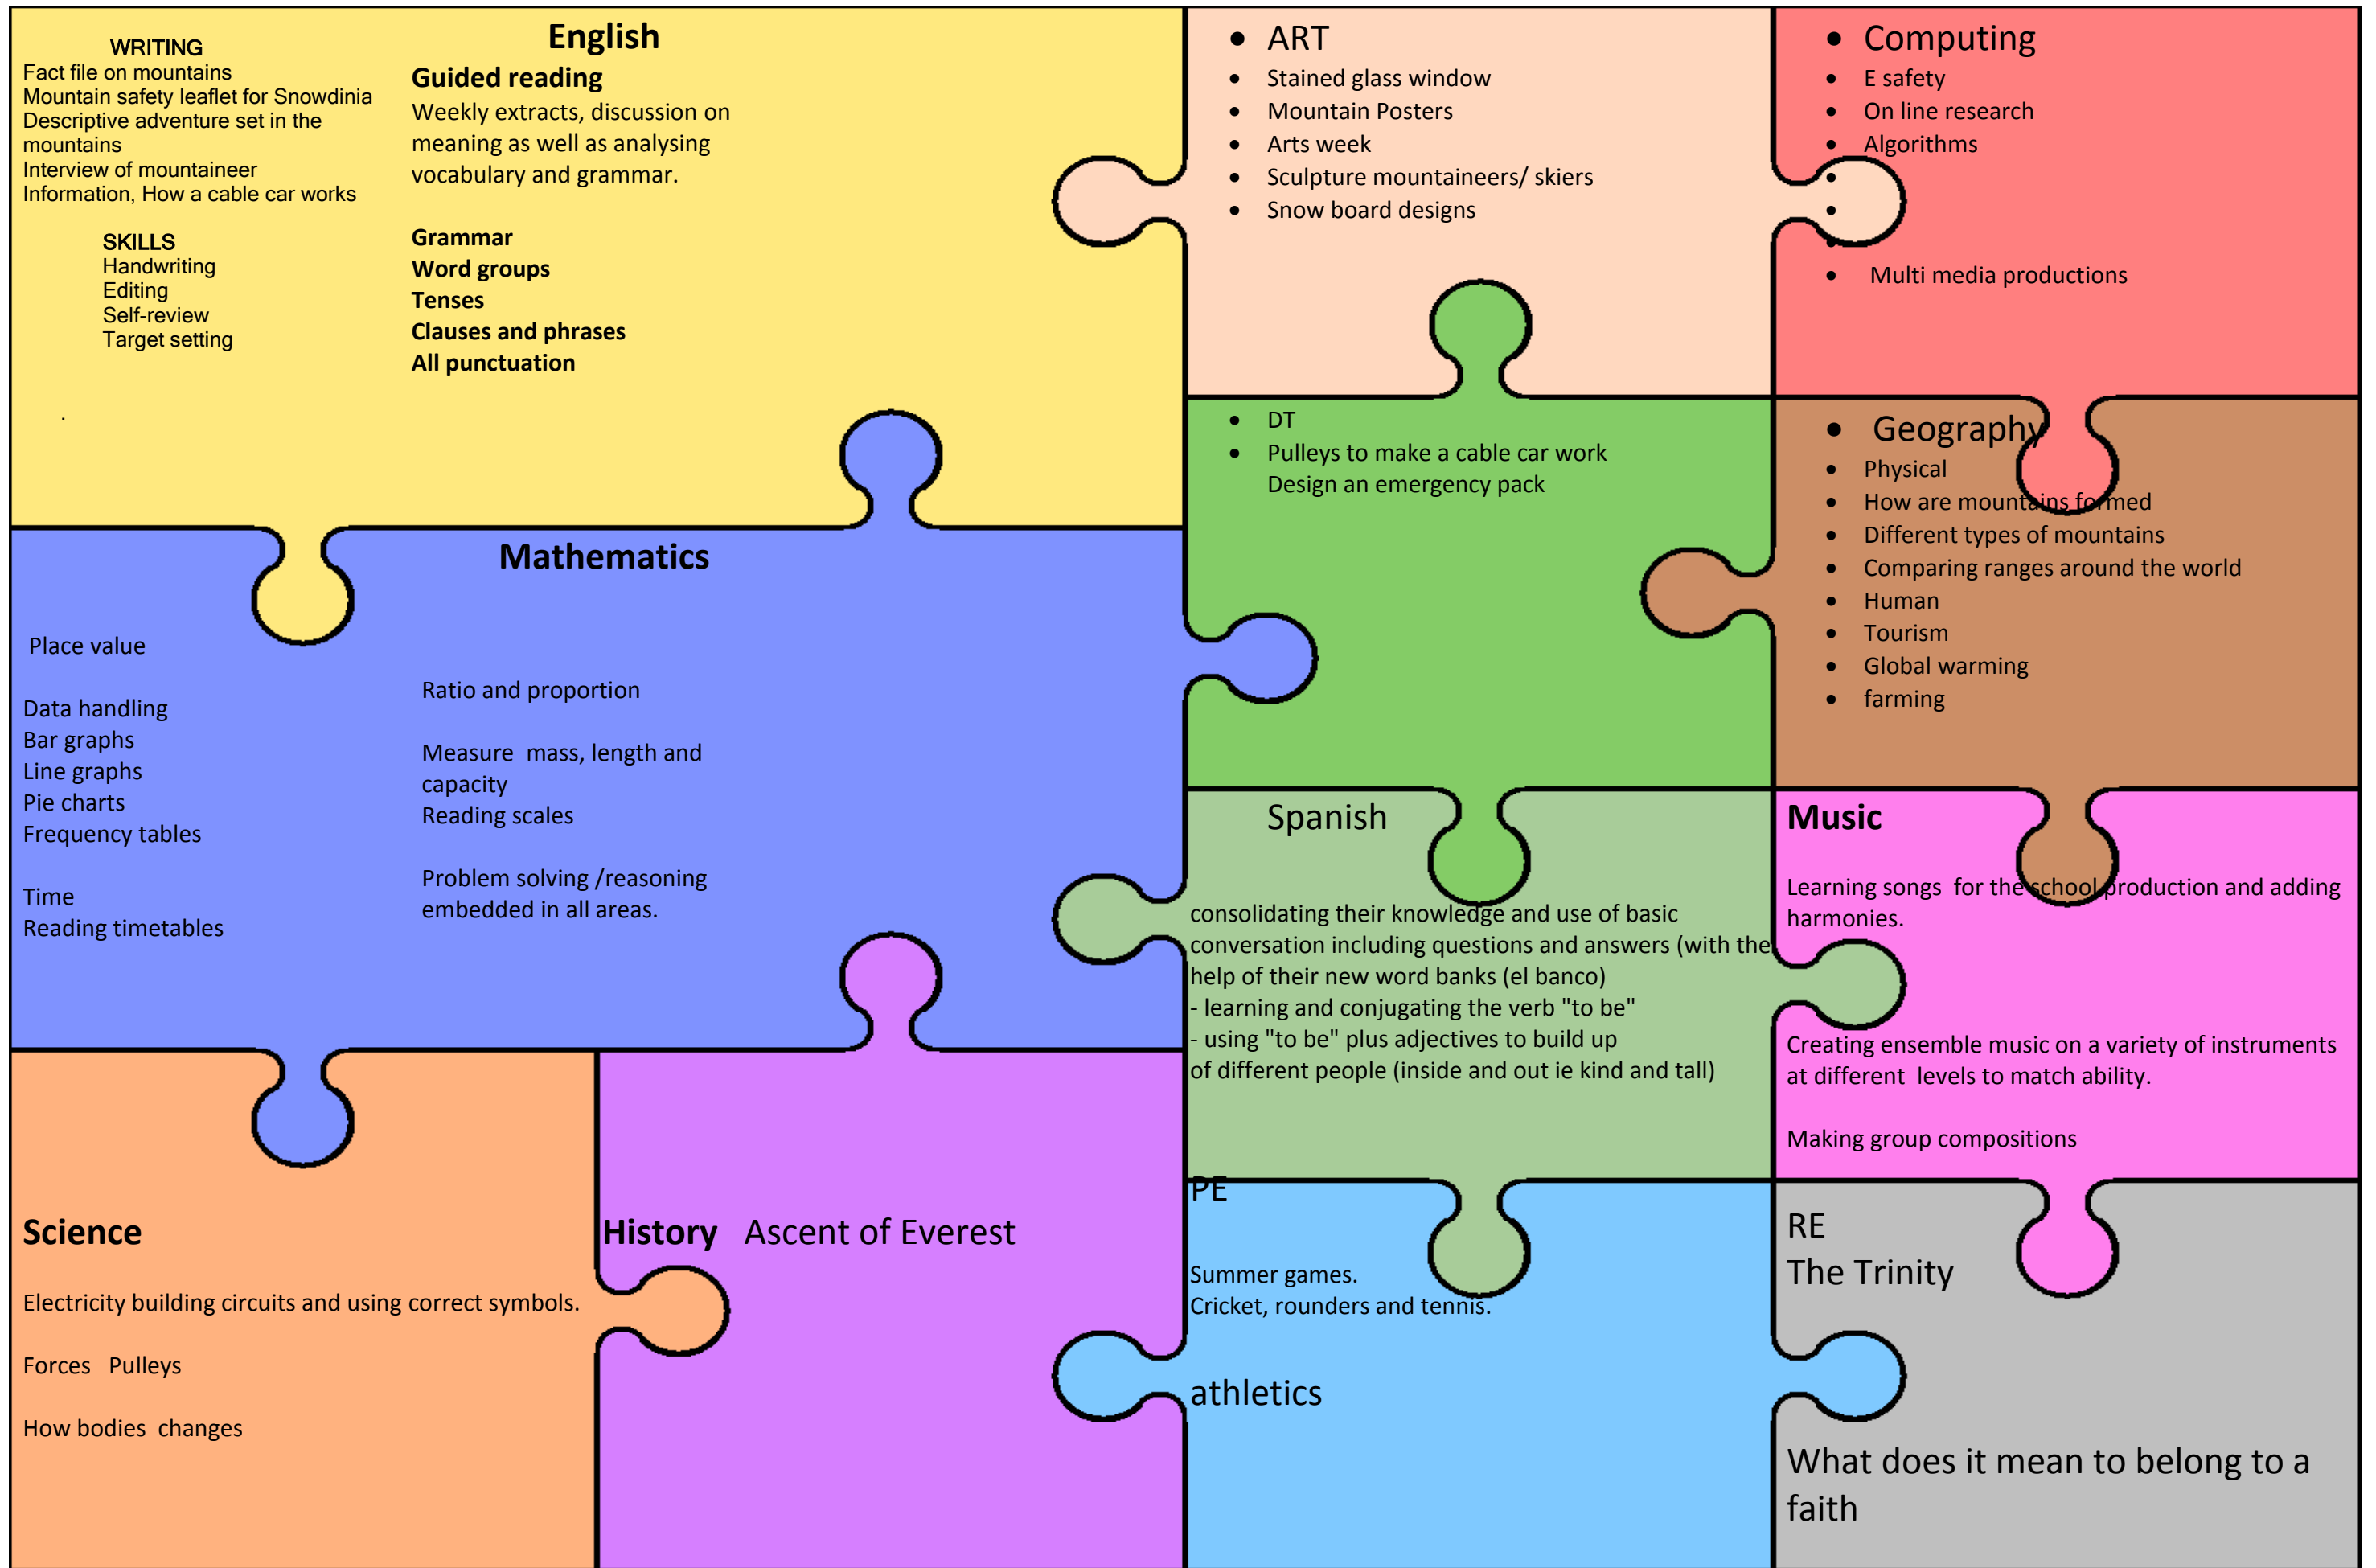 English
WRITING
Fact file on mountains
Mountain safety leaflet for Snowdinia
Descriptive adventure set in the
mountains
Interview of mountaineer
Information, How a cable car works
SKILLS
Handwriting
Editing
Self-review
Target setting
.
Guided reading
Weekly extracts, discussion on
meaning as well as analysing
vocabulary and grammar.
Grammar
Word groups
Tenses
Clauses and phrases
All punctuation
• ART
• Stained glass window
• Mountain Posters
• Arts week
• Sculpture mountaineers/ skiers
• Snow board designs
• Computing
• E safety
• On line research
• Algorithms
•
•
•
• Multi media productions
• DT
• Pulleys to make a cable car work
Design an emergency pack
• Geography
• Physical
• How are mountains formed
• Different types of mountains
• Comparing ranges around the world
• Human
• Tourism
• Global warming
• farming
Mathematics
Place value
Data handling
Bar graphs
Line graphs
Pie charts
Frequency tables
Time
Reading timetables
Ratio and proportion
Measure mass, length and
capacity
Reading scales
Problem solving /reasoning
embedded in all areas.
Spanish
consolidating their knowledge and use of basic
conversation including questions and answers (with the
help of their new word banks (el banco)
- learning and conjugating the verb "to be"
- using "to be" plus adjectives to build up
of different people (inside and out ie kind and tall)
Music
Learning songs for the school production and adding
harmonies.
Creating ensemble music on a variety of instruments
at different levels to match ability.
Making group compositions
Science
Electricity building circuits and using correct symbols.
Forces Pulleys
How bodies changes
History Ascent of Everest
PE
Summer games.
Cricket, rounders and tennis.
athletics
RE
The Trinity
What does it mean to belong to a
faith